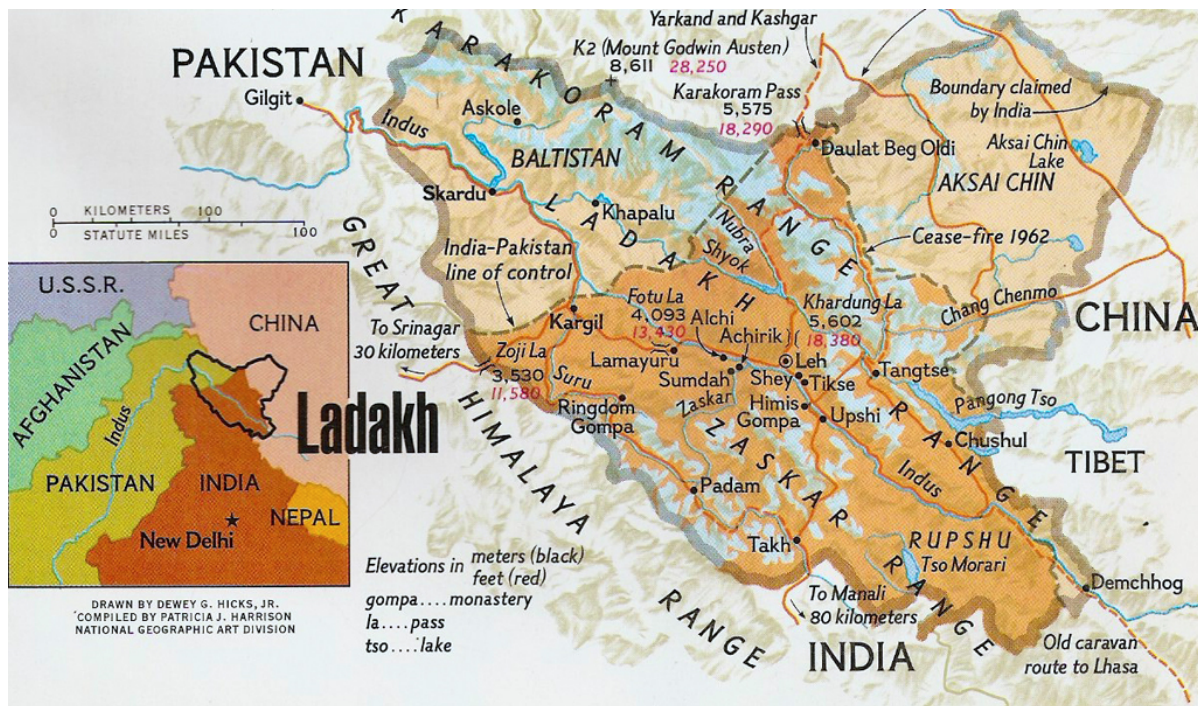 KARAKORAM RANGE
Yarkand and Kashgar
K2 (Mount Godwin Austen)
8,611 28,250
PAKISTAN
Gilgit
Karakoram Pass
5,575
18,290
Boundary claimed
by India
Askole
Indus
BALTISTAN
Daulat Beg Oldi
Aksai Chin
Lake
AKSAI CHIN
Skardu
0 KILOMETERS 100
0 STATUTE MILES 100
Khapalu
Nubra
Shyok
Cease-fire 1962
India-Pakistan
line of control
LADAKH RANGE
GREAT HIMALAYA RANGE
U.S.S.R.
CHINA
AFGHANISTAN
Indus
PAKISTAN
INDIA
NEPAL
New Delhi
Ladakh
To Srinagar
30 kilometers
Kargil
Fotu La
4,093
13,430
Alchi
Achirik
Khardung La
5,602
18,380
Chang Chenmo
CHINA
Zoji La
3,530
11,580
Lamayuru
Leh
Suru
Sumdah
Shey
Tikse
Tangtse
Zaskar
Ringdom
Gompa
Himis
Gompa
Upshi
Pangong Tso
Chushul
ZASKAR RANGE
TIBET
Padam
Indus
Takh
RUPSHU
Tso Morari
Demchhog
Elevations in meters (black)
feet (red)
gompa....monastery
la....pass
tso....lake
To Manali
80 kilometers
INDIA
Old caravan
route to Lhasa
DRAWN BY DEWEY G. HICKS, JR.
COMPILED BY PATRICIA J. HARRISON
NATIONAL GEOGRAPHIC ART DIVISION